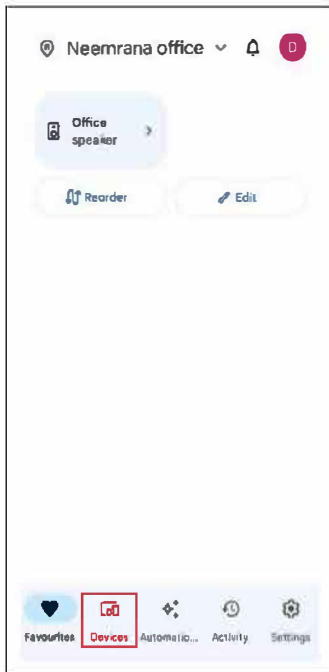 Neemrana office
D
Office
speaker
Reorder
Edit
Favourites Devices Automatio... Activity Settings